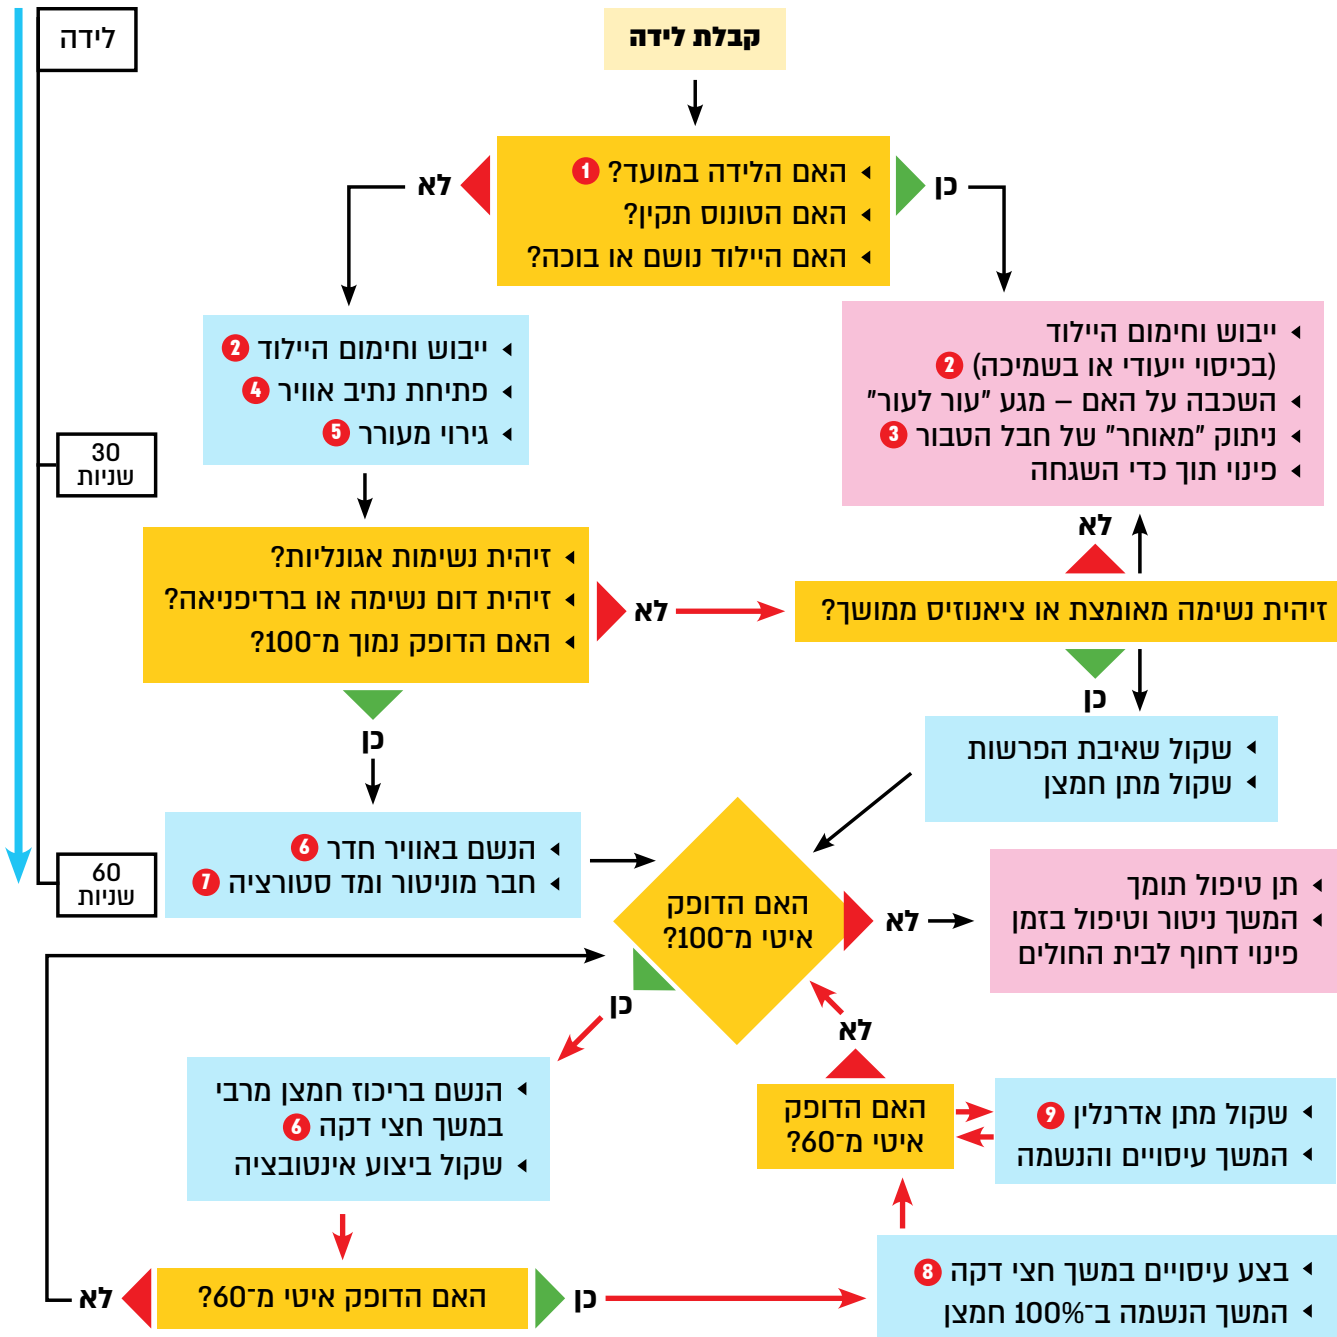 לידה
קבלת לידה
האם הלידה במועד? 1
האם הטונוס תקין?
האם היילוד נושם או בוכה?
כן
לא
ייבוש וחימום היילוד
(בכיסוי ייעודי או בשמיכה) 2
השכבה על האם – מגע "עור לעור"
ניתוק "מאוחר" של חבל הטבור 3
פינוי תוך כדי השגחה
ייבוש וחימום היילוד 2
פתיחת נתיב אוויר 4
גירוי מעורר 5
30
שניות
זיהית נשימות אגונליות?
זיהית דום נשימה או ברדיפניאה?
האם הדופק נמוך מ־100?
לא
לא
זיהית נשימה מאומצת או ציאנוזיס ממושך?
כן
כן
שקול שאיבת הפרשות
שקול מתן חמצן
הנשם באוויר חדר 6
חבר מוניטור ומד סטורציה 7
60
שניות
האם הדופק
איטי מ־100?
לא
תן טיפול תומך
המשך ניטור וטיפול בזמן
פינוי דחוף לבית החולים
כן
הנשם בריכוז חמצן מרבי
במשך חצי דקה 6
שקול ביצוע אינטובציה
לא
האם הדופק
איטי מ־60?
שקול מתן אדרנלין 9
המשך עיסויים והנשמה
האם הדופק איטי מ־60?
לא
כן
בצע עיסויים במשך חצי דקה 8
המשך הנשמה ב־100% חמצן